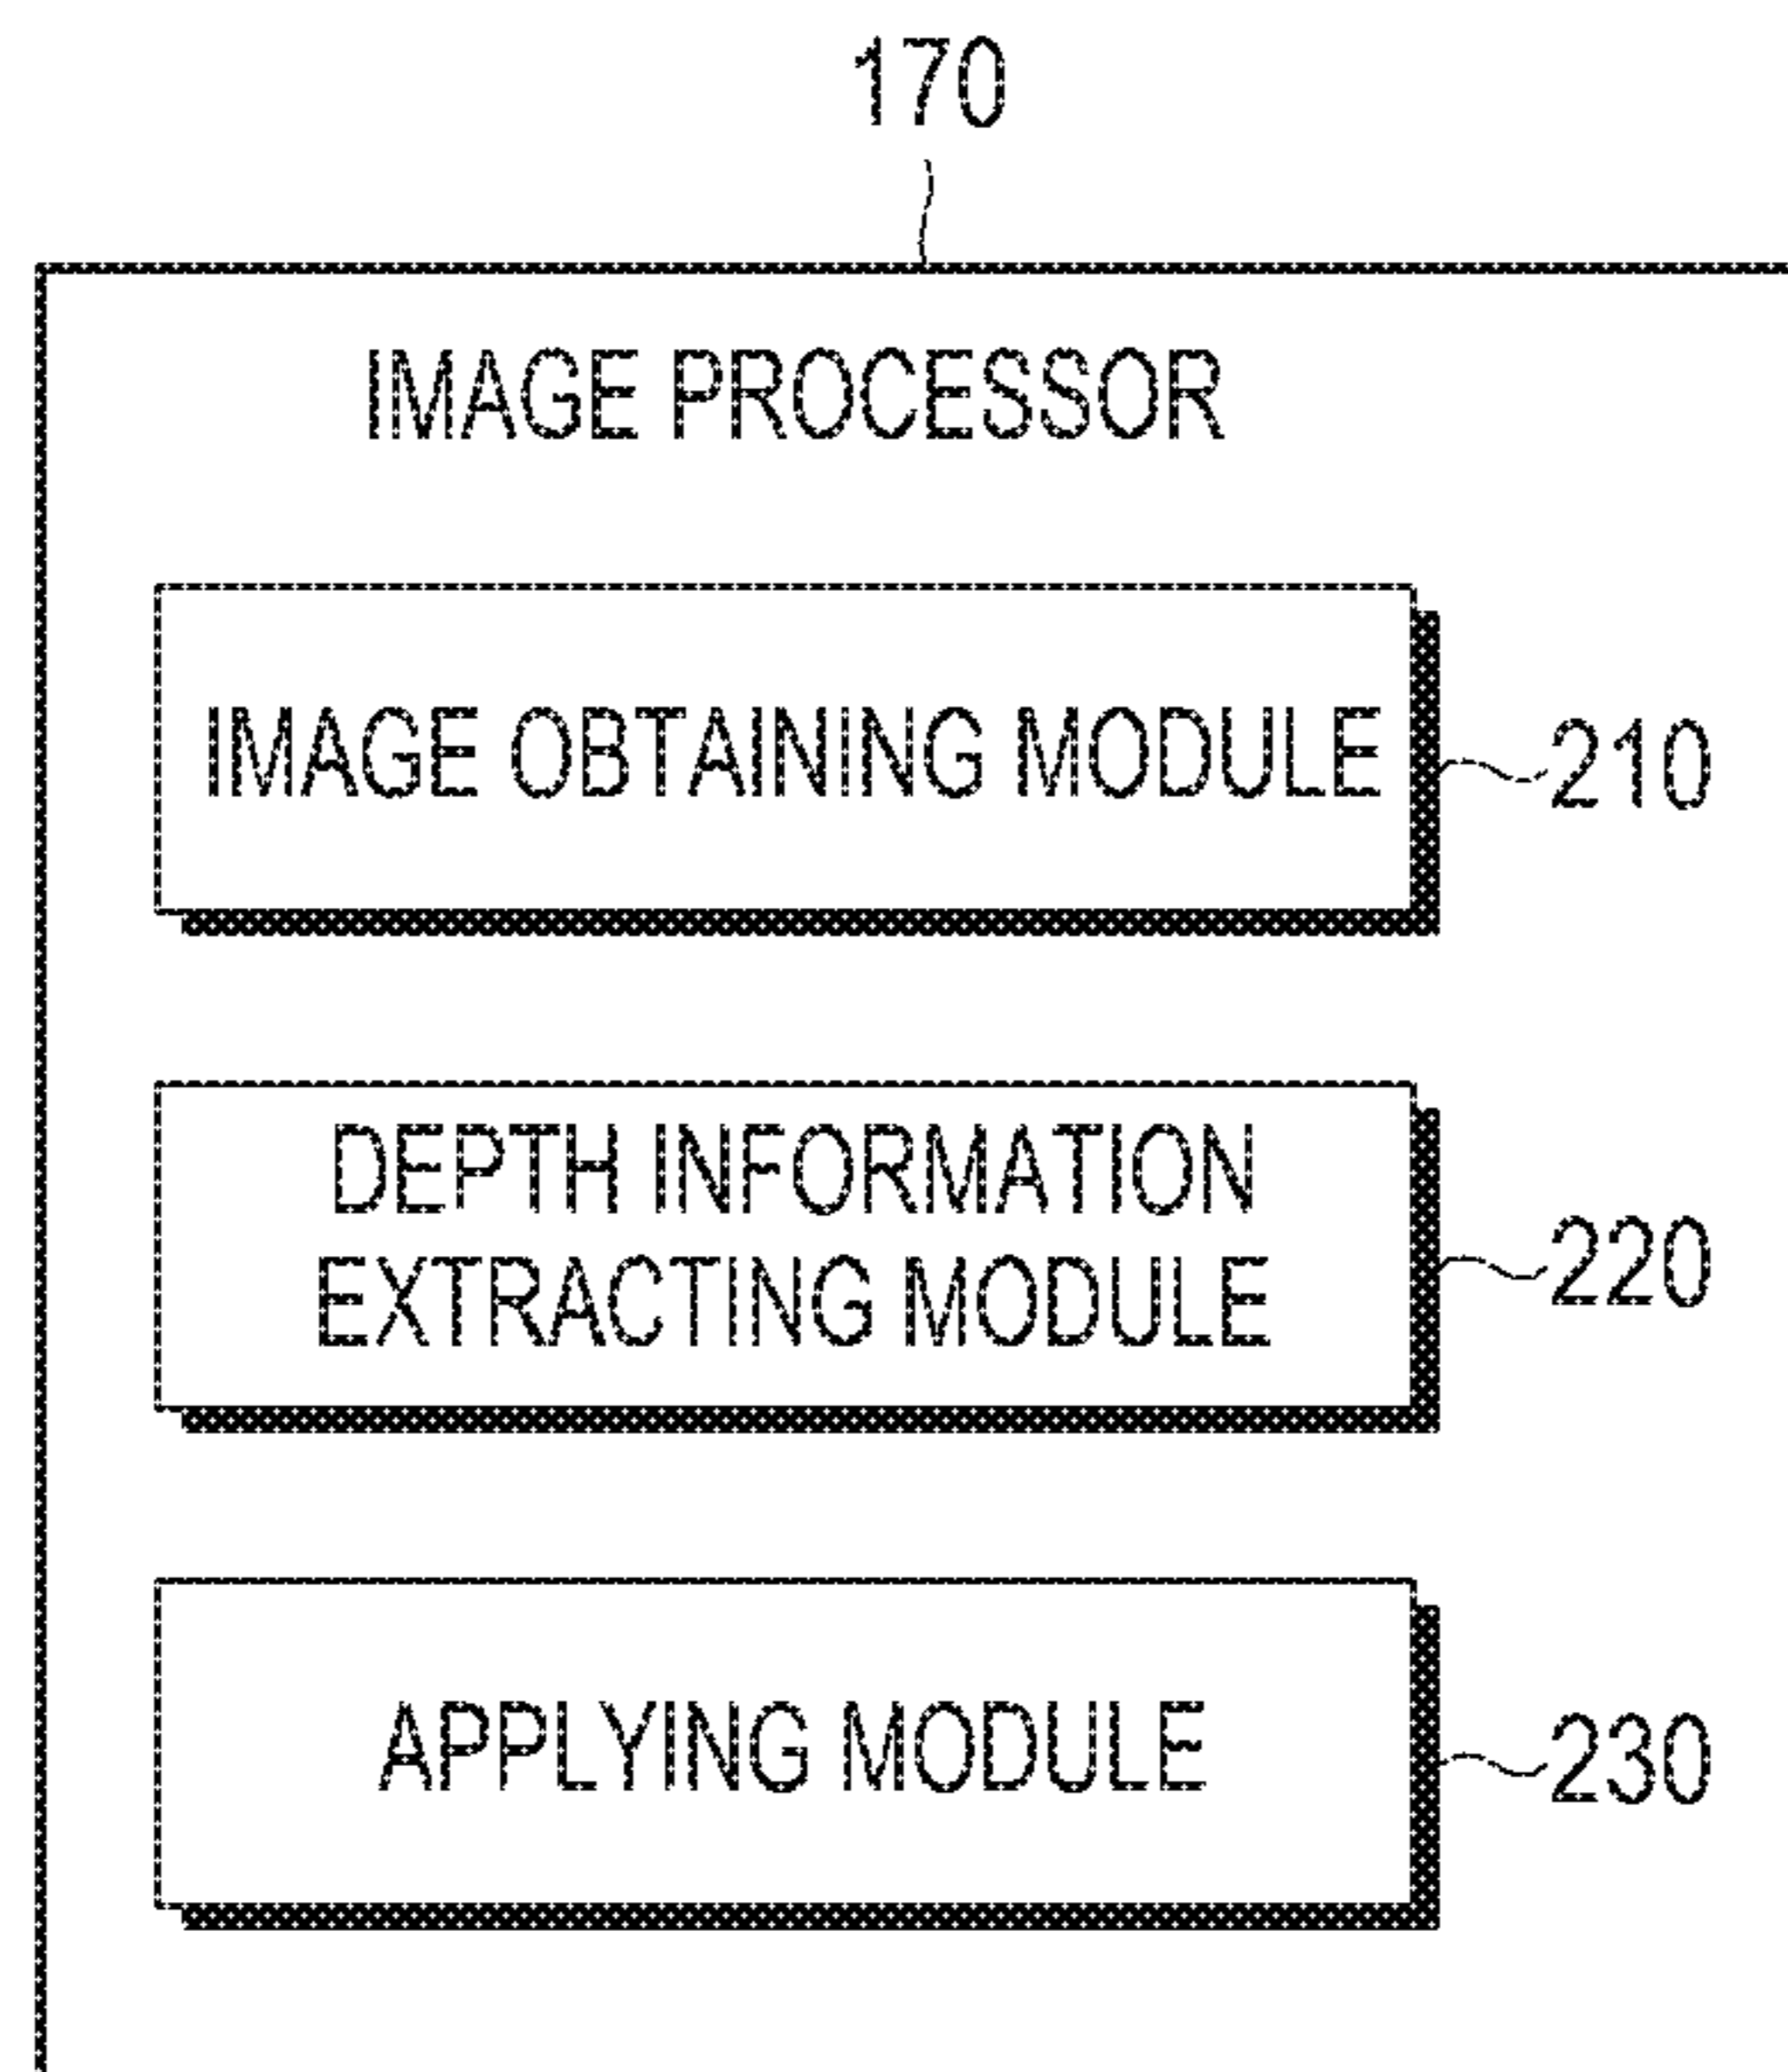 170
IMAGE PROCESSOR
IMAGE OBTAINING MODULE
210
DEPTH INFORMATION
EXTRACTING MODULE
220
APPLYING MODULE
230